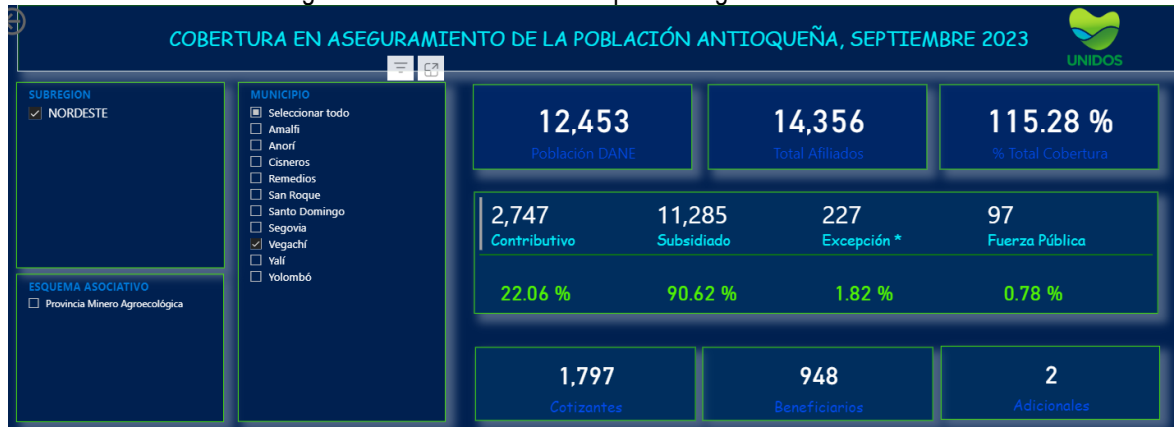 COBERTURA EN ASEGURAMIENTO DE LA POBLACIÓN ANTIOQUEÑA, SEPTIEMBRE 2023
UNIDOS
SUBREGION
NORDESTE
ESQUEMA ASOCIATIVO
Provincia Minero Agroecológica
MUNICIPIO
Seleccionar todo
Amalfi
Anorí
Cisneros
Remedios
San Roque
Santo Domingo
Segovia
Vegachí
Yalí
Yolombó
12,453
Población DANE
14,356
Total Afiliados
115.28 %
% Total Cobertura
2,747
Contributivo
11,285
Subsidiado
227
Excepción *
97
Fuerza Pública
22.06 %
90.62 %
1.82 %
0.78 %
1,797
Cotizantes
948
Beneficiarios
2
Adicionales